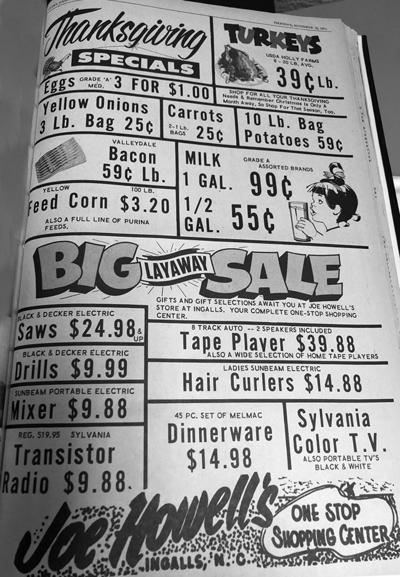 Thanksgiving
SPECIALS
TURKEYS
USDA HOLLY FARMS
39¢ Lb.
SHOP FOR ALL YOUR THANKSGIVING
Needs & Remember Christmas is Only A
Month Away, So Shop For That Season, Too.
Eggs GRADE 'A' MED. 3 FOR $1.00
Yellow Onions
3 Lb. Bag 25¢
Carrots
2-1 Lb. BAGS 25¢
10 Lb. Bag
Potatoes 59¢
VALLEYDALE
Bacon
59¢ Lb.
YELLOW 100 LB.
Feed Corn $3.20
ALSO A FULL LINE OF PURINA
FEEDS.
MILK GRADE A
ASSORTED BRANDS
1 GAL. 99¢
1/2
GAL. 55¢
BIG LAYAWAY SALE
GIFTS AND GIFT SELECTIONS AWAIT YOU AT JOE HOWELL'S
STORE AT INGALLS. YOUR COMPLETE ONE-STOP SHOPPING
CENTER.
BLACK & DECKER ELECTRIC
Saws $24.98 & UP
BLACK & DECKER ELECTRIC
Drills $9.99
SUNBEAM PORTABLE ELECTRIC
Mixer $9.88
REG. $19.95 SYLVANIA
Transistor
Radio $9.88
8 TRACK AUTO -- 2 SPEAKERS INCLUDED
Tape Player $39.88
ALSO A WIDE SELECTION OF HOME TAPE PLAYERS
LADIES SUNBEAM ELECTRIC
Hair Curlers $14.88
45 PC. SET OF MELMAC
Dinnerware
$14.98
Sylvania
Color T.V.
ALSO PORTABLE TV'S
BLACK & WHITE
Joe Howell's
INGALLS, N. C.
ONE STOP
SHOPPING CENTER